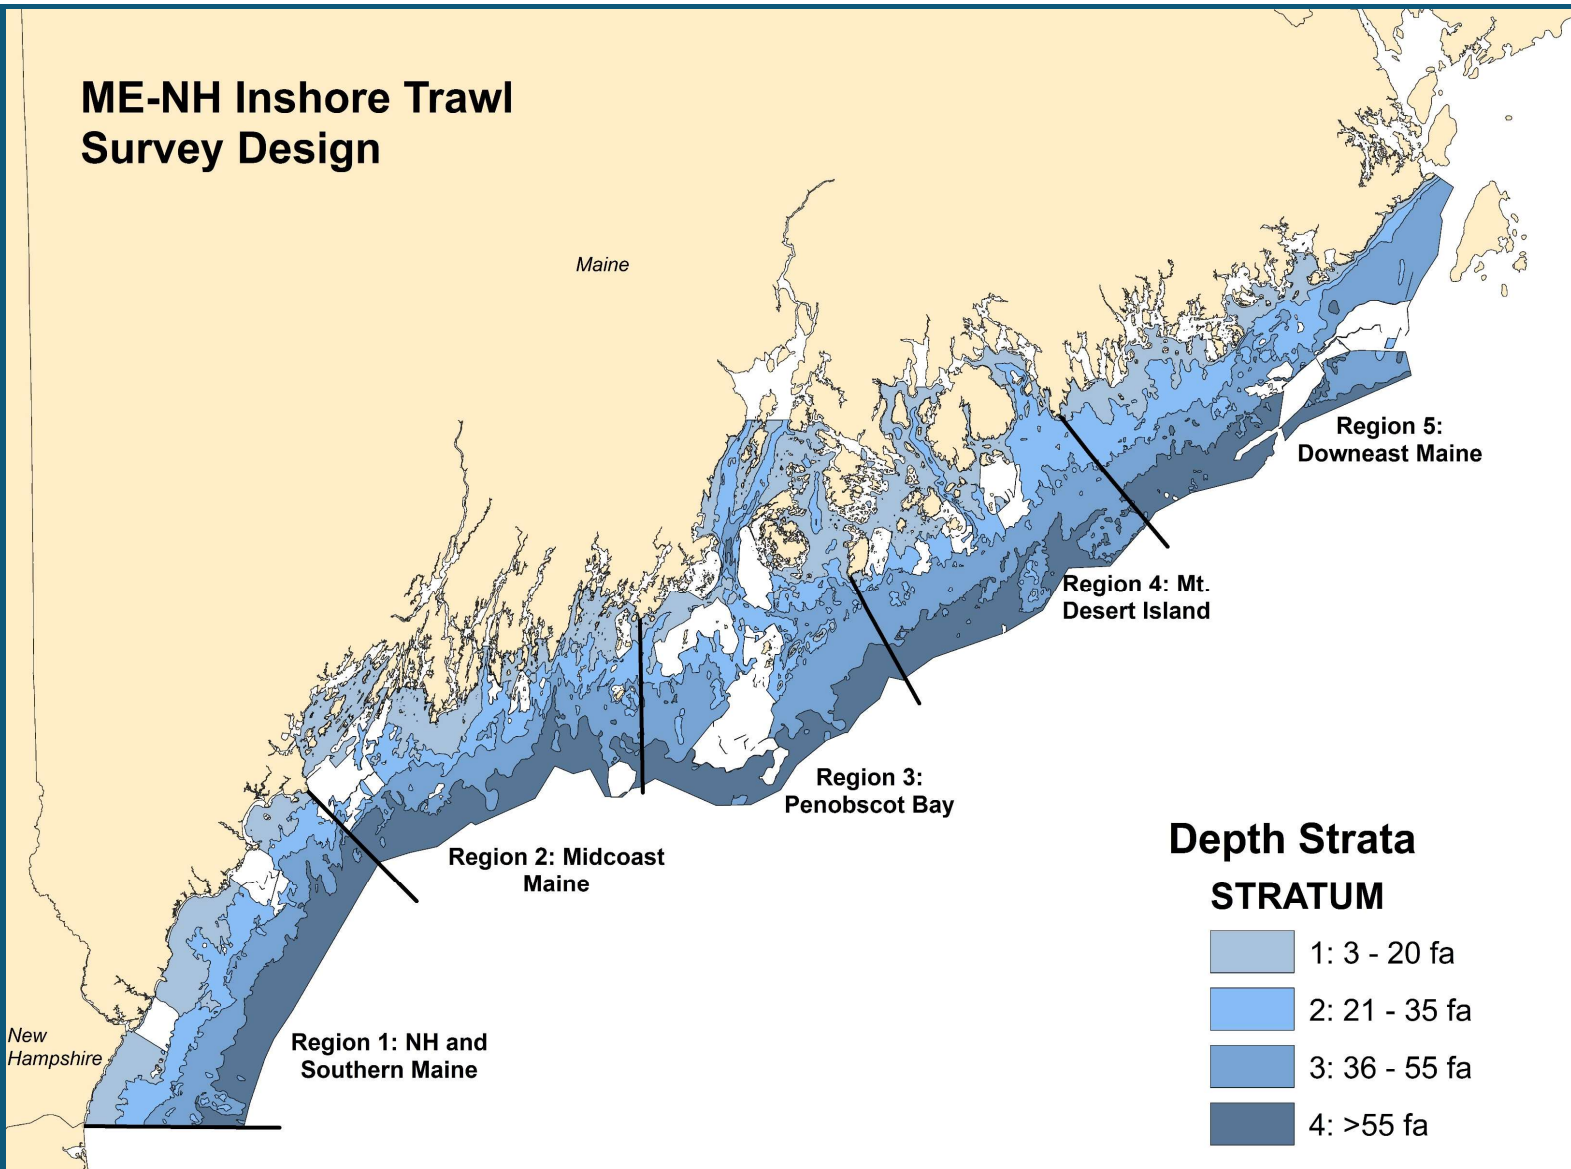 ME-NH Inshore Trawl
Survey Design
Maine
Region 5:
Downeast Maine
Region 4: Mt.
Desert Island
Region 3:
Penobscot Bay
Region 2: Midcoast
Maine
Region 1: NH and
Southern Maine
New
Hampshire
Depth Strata
STRATUM
1: 3 - 20 fa
2: 21 - 35 fa
3: 36 - 55 fa
4: >55 fa